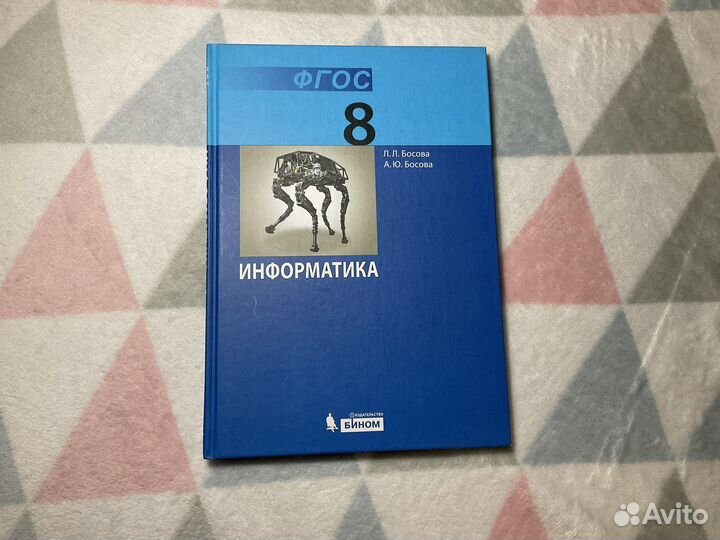 ФГОС
8
Л.Л. Босова
А.Ю. Босова
ИНФОРМАТИКА
ИЗДАТЕЛЬСТВО
БИНОМ
Avito